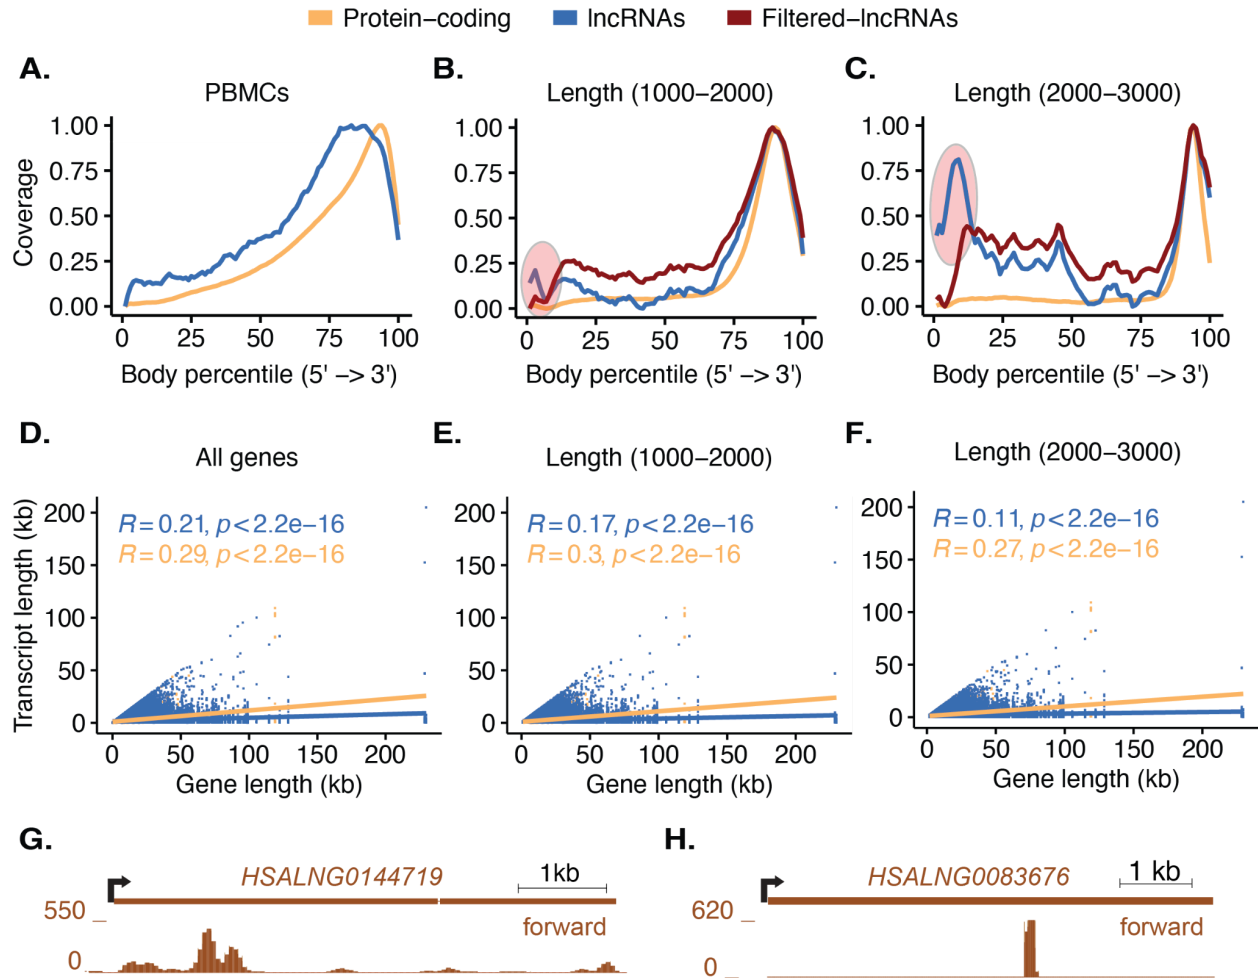 Protein−coding lncRNAs Filtered−lncRNAs
A. B. C.
PBMCs Length (1000−2000) Length (2000−3000)
1.00 1.00 1.00
0.75 0.75 0.75
0.50 0.50 0.50
0.25 0.25 0.25
0.00 0.00 0.00
Coverage
0 25 50 75 100 0 25 50 75 100 0 25 50 75 100
Body percentile (5' −> 3') Body percentile (5' −> 3') Body percentile (5' −> 3')
D. E. F.
All genes Length (1000−2000) Length (2000−3000)
R = 0.21, p < 2.2e−16 R = 0.17, p < 2.2e−16 R = 0.11, p < 2.2e−16
R = 0.29, p < 2.2e−16 R = 0.3, p < 2.2e−16 R = 0.27, p < 2.2e−16
200 200 200
150 150 150
100 100 100
50 50 50
0 0 0
Transcript length (kb)
0 50 100 150 200 0 50 100 150 200 0 50 100 150 200
Gene length (kb) Gene length (kb) Gene length (kb)
G. H.
HSALNG0144719 1kb HSALNG0083676 1 kb
550 forward 620 forward
0 0